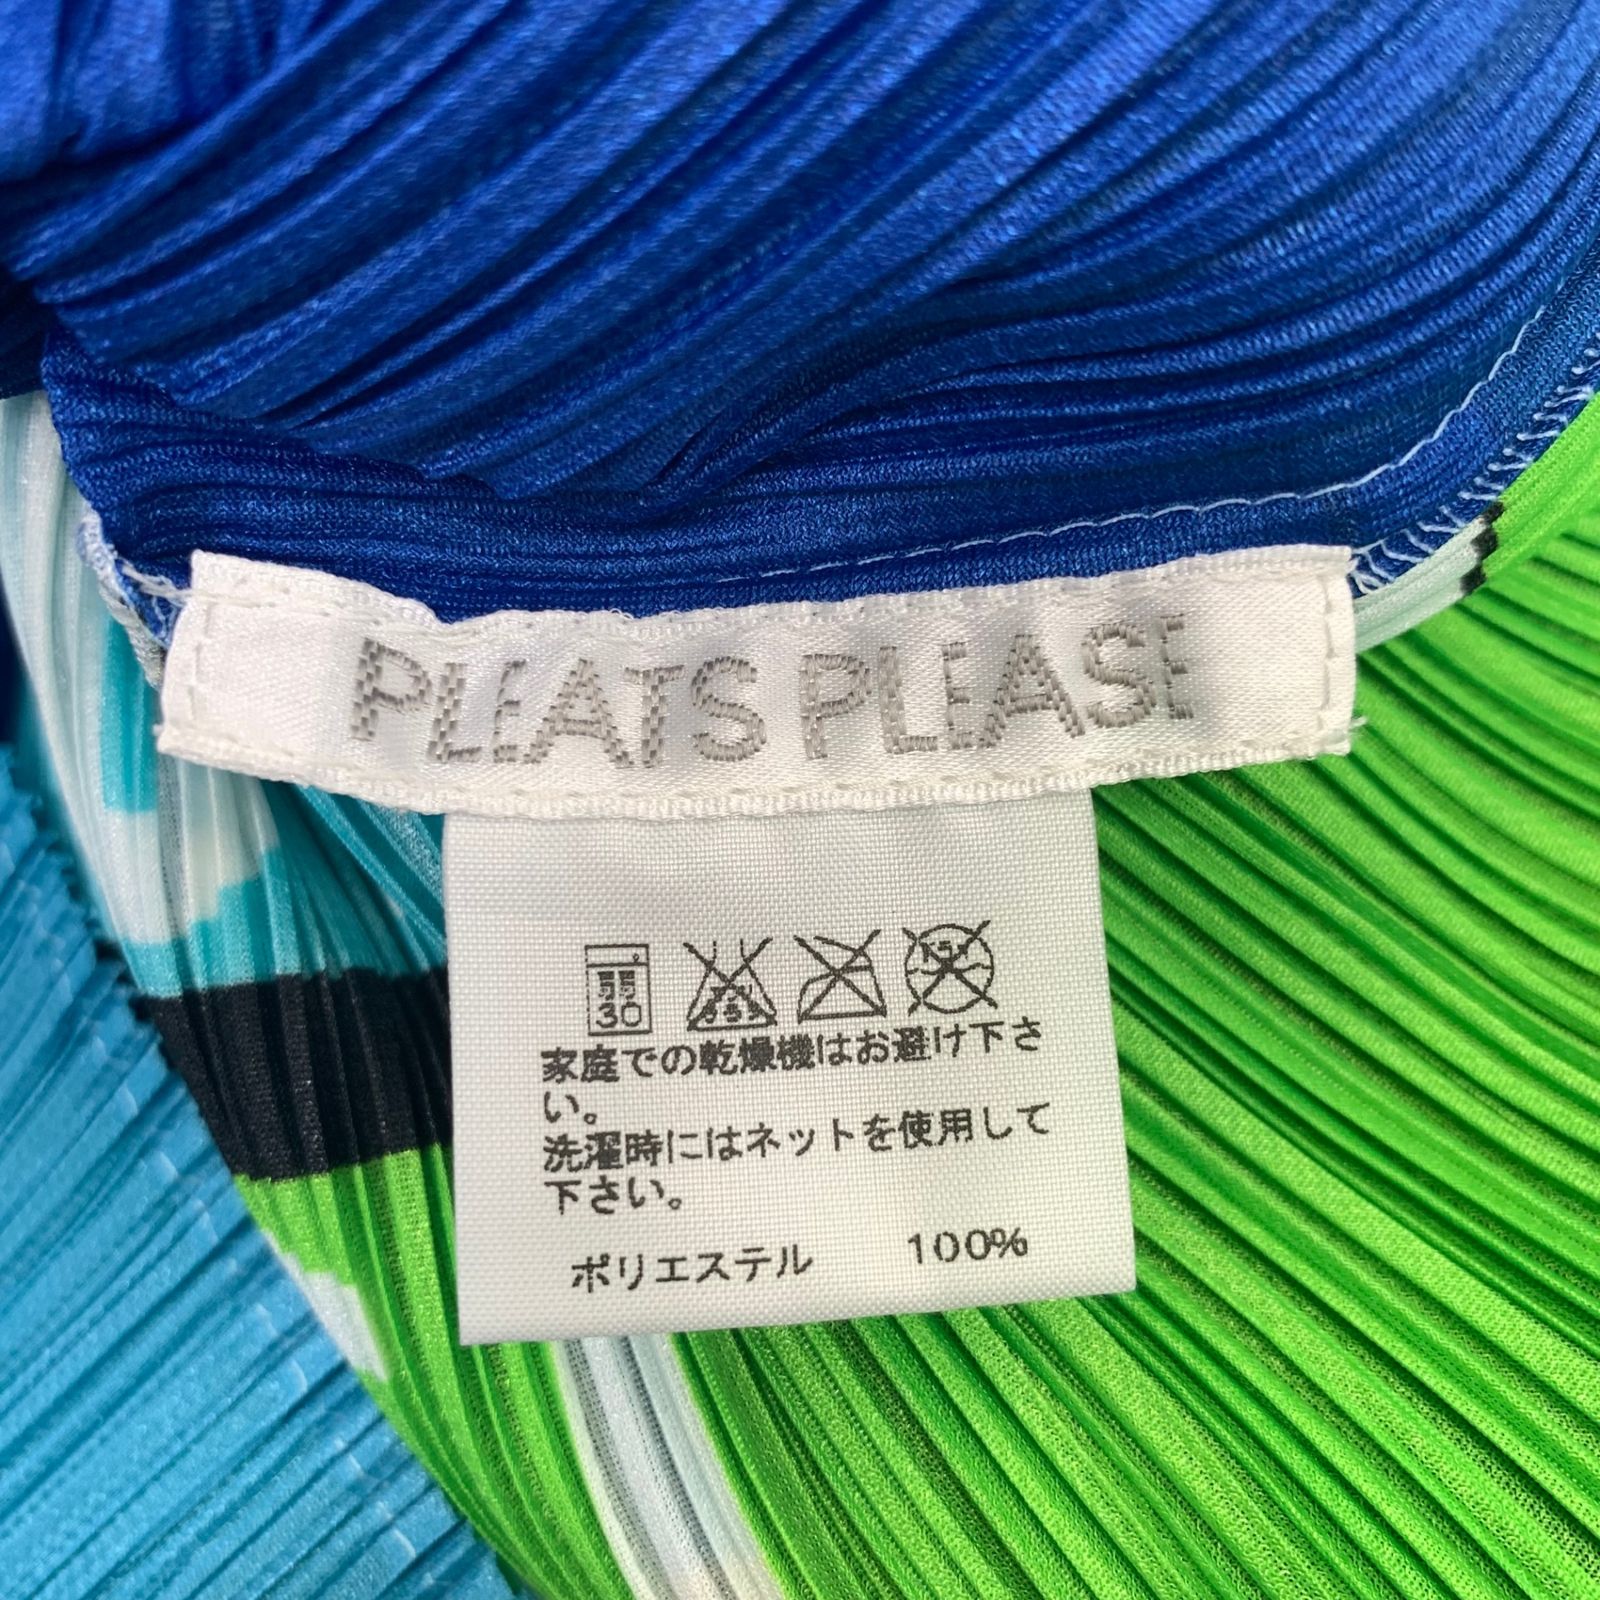 PLEATS PLEASE
30
家庭での乾燥機はお避け下さ
い。
洗濯時にはネットを使用して
下さい。
ポリエステル 100%